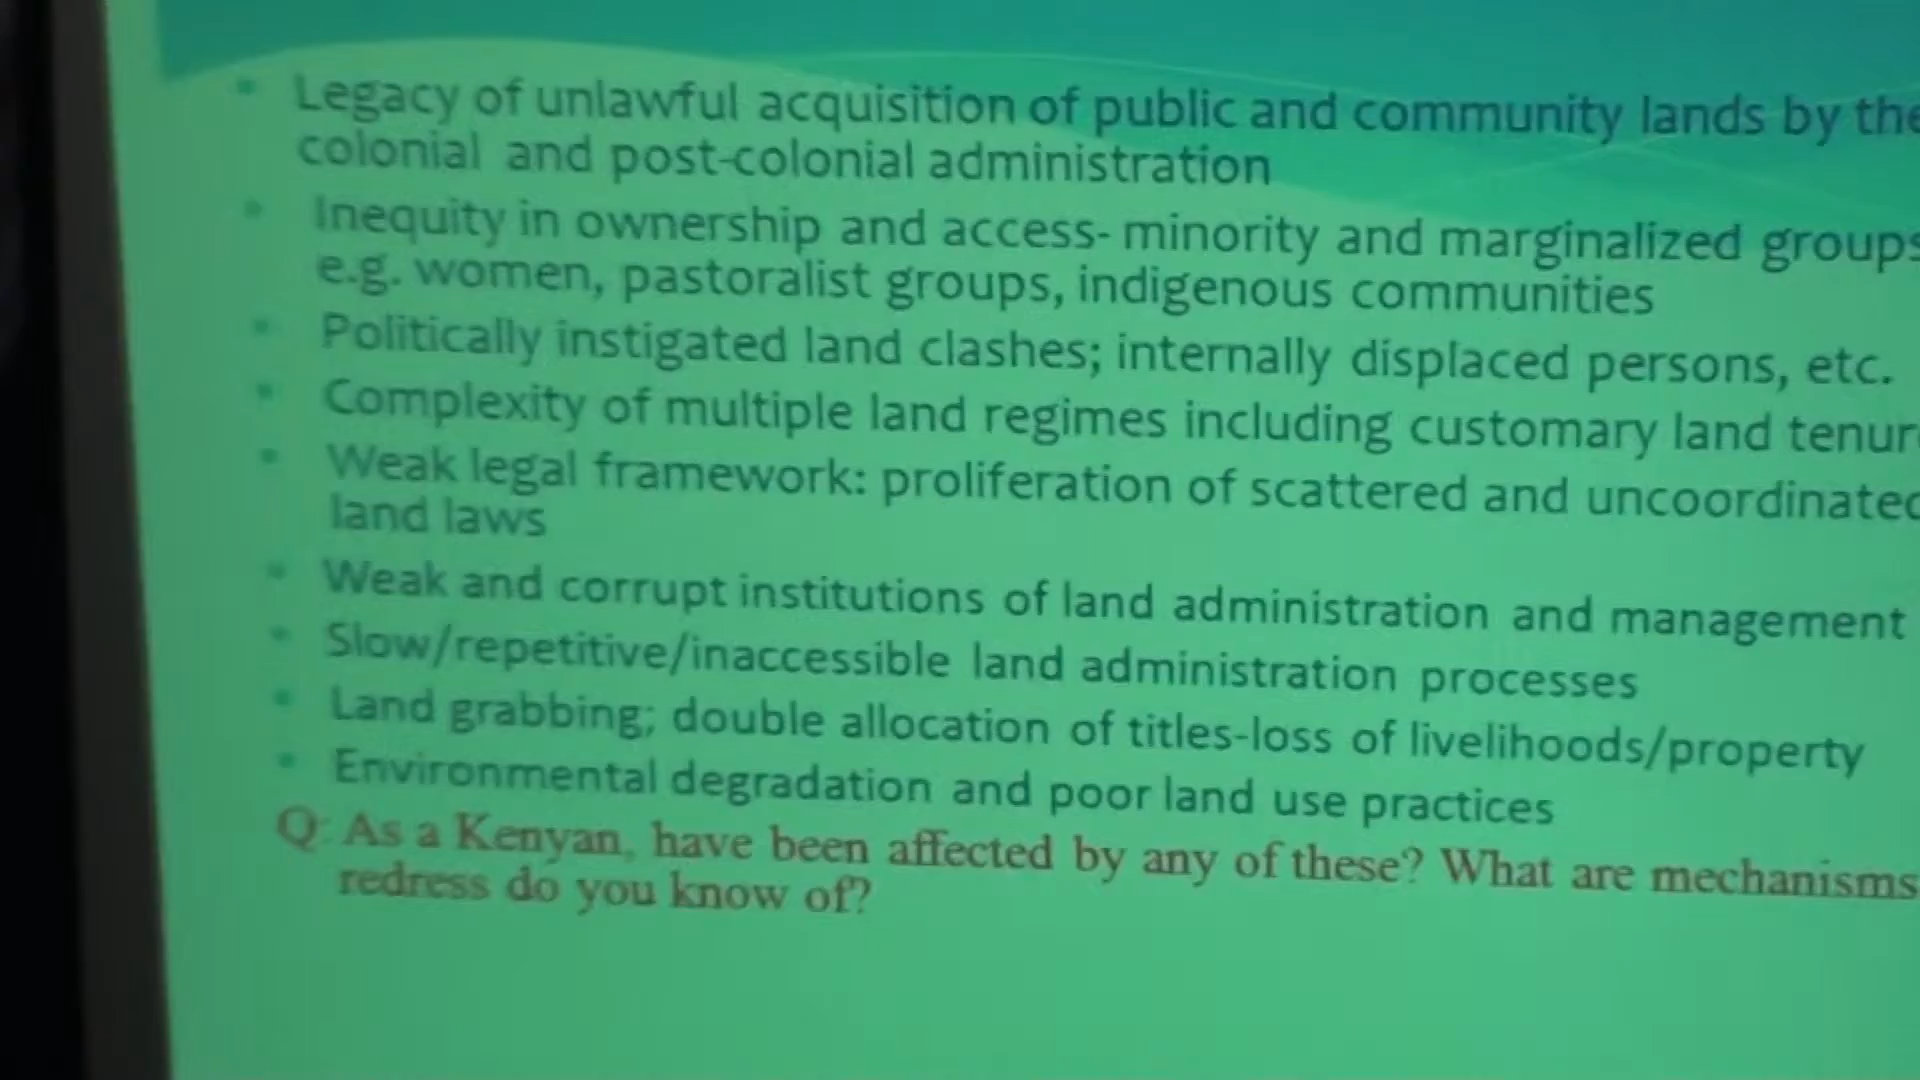 • Legacy of unlawful acquisition of public and community lands by the
colonial and post-colonial administration
• Inequity in ownership and access- minority and marginalized groups
e.g. women, pastoralist groups, indigenous communities
• Politically instigated land clashes; internally displaced persons, etc.
• Complexity of multiple land regimes including customary land tenur
• Weak legal framework: proliferation of scattered and uncoordinated
land laws
• Weak and corrupt institutions of land administration and management
• Slow/repetitive/inaccessible land administration processes
• Land grabbing; double allocation of titles-loss of livelihoods/property
• Environmental degradation and poor land use practices
Q: As a Kenyan, have been affected by any of these? What are mechanisms
redress do you know of?